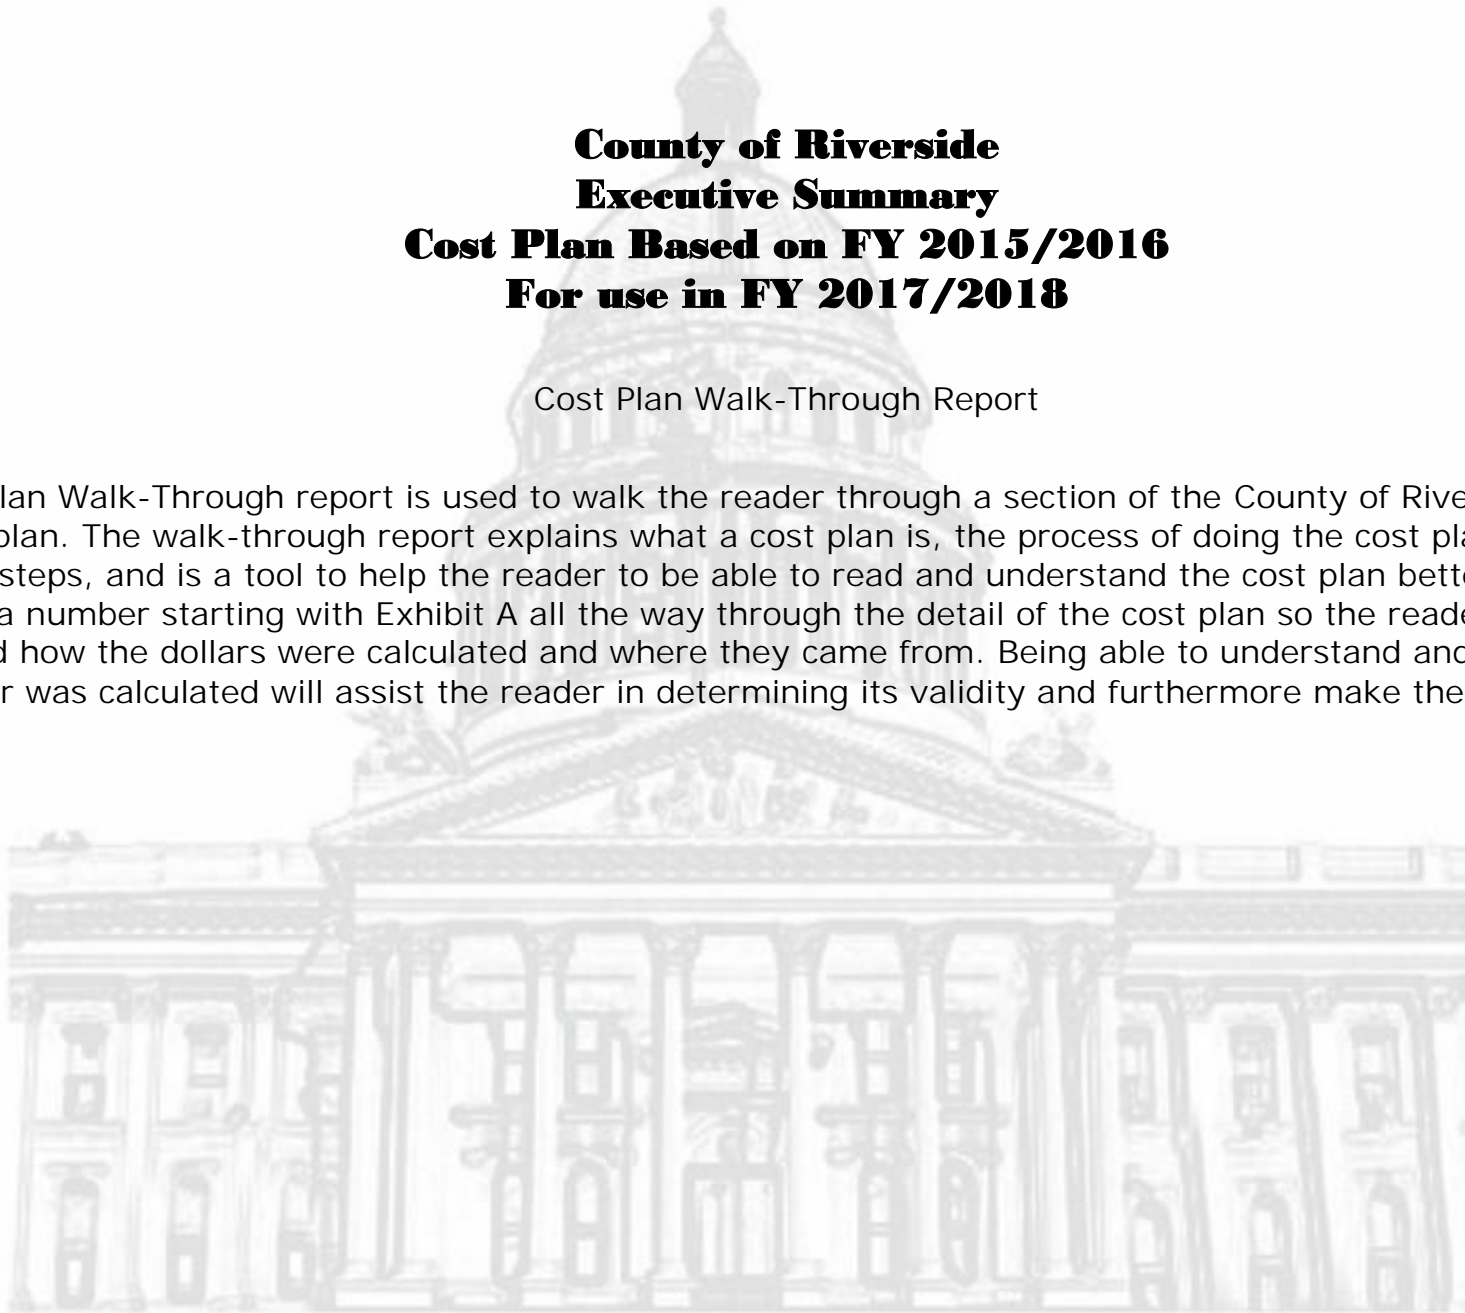 County of Riverside
Executive Summary
Cost Plan Based on FY 2015/2016
For use in FY 2017/2018
Cost Plan Walk-Through Report
lan Walk-Through report is used to walk the reader through a section of the County of Rive
plan. The walk-through report explains what a cost plan is, the process of doing the cost pla
steps, and is a tool to help the reader to be able to read and understand the cost plan bette
a number starting with Exhibit A all the way through the detail of the cost plan so the reade
d how the dollars were calculated and where they came from. Being able to understand and
r was calculated will assist the reader in determining its validity and furthermore make the